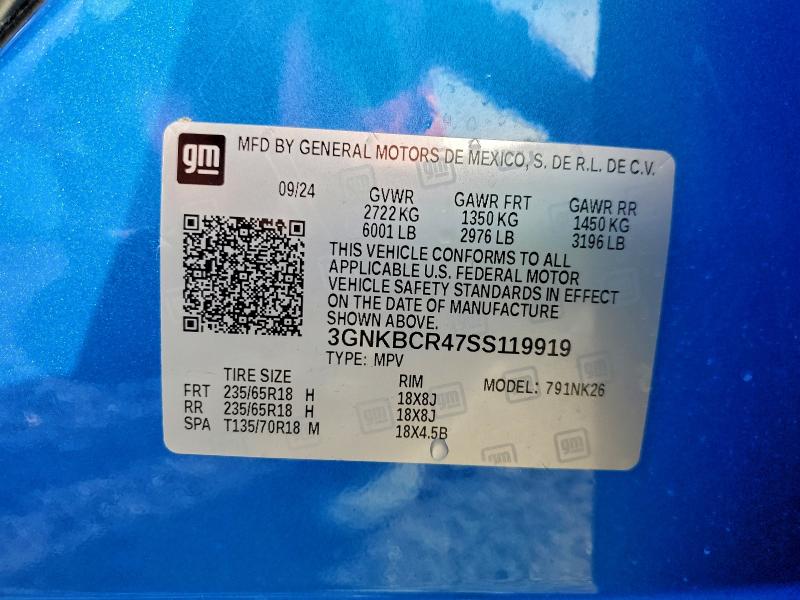 gm MFD BY GENERAL MOTORS DE MEXICO, S. DE R.L. DE C.V.
09/24 GVWR GAWR FRT GAWR RR
2722 KG 1350 KG 1450 KG
6001 LB 2976 LB 3196 LB
THIS VEHICLE CONFORMS TO ALL
APPLICABLE U.S. FEDERAL MOTOR
VEHICLE SAFETY STANDARDS IN EFFECT
ON THE DATE OF MANUFACTURE
SHOWN ABOVE.
3GNKBCR47SS119919
TYPE: MPV
TIRE SIZE RIM MODEL: 791NK26
FRT 235/65R18 H 18X8J
RR 235/65R18 H 18X8J
SPA T135/70R18 M 18X4.5B